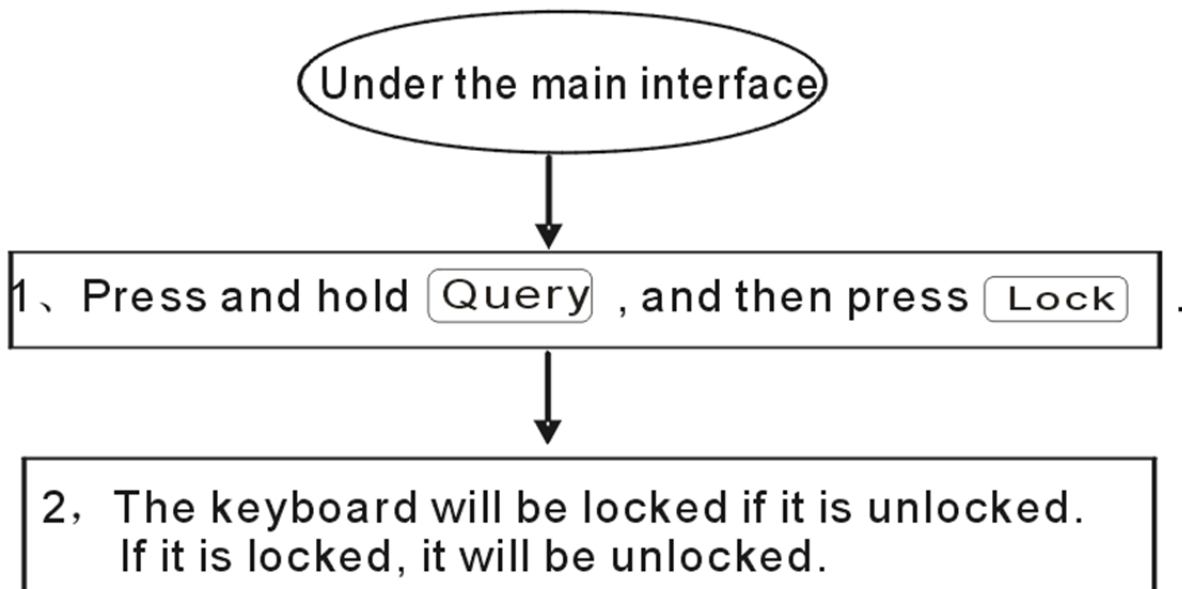 Under the main interface
1、Press and hold Query , and then press Lock .
2，The keyboard will be locked if it is unlocked.
If it is locked, it will be unlocked.